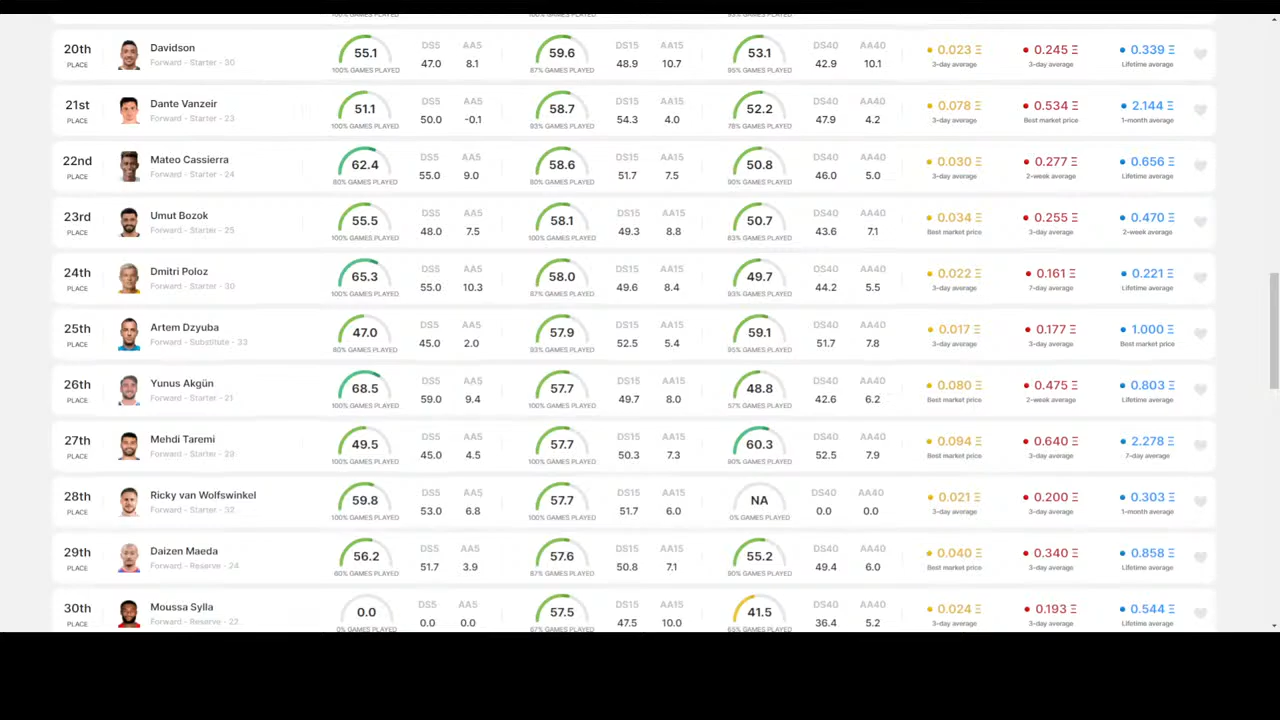 20th PLACE Davidson Forward - Starter - 30 55.1 100% GAMES PLAYED DS5 47.0 AA5 8.1 59.6 87% GAMES PLAYED DS15 48.9 AA15 10.7 53.1 95% GAMES PLAYED DS40 42.9 AA40 10.1 0.023 Ξ 3-day average 0.245 Ξ 3-day average 0.339 Ξ Lifetime average
21st PLACE Dante Vanzeir Forward - Starter - 23 51.1 100% GAMES PLAYED DS5 50.0 AA5 -0.1 58.7 93% GAMES PLAYED DS15 54.3 AA15 4.0 52.2 78% GAMES PLAYED DS40 47.9 AA40 4.2 0.078 Ξ 3-day average 0.534 Ξ Best market price 2.144 Ξ 1-month average
22nd PLACE Mateo Cassierra Forward - Starter - 24 62.4 80% GAMES PLAYED DS5 55.0 AA5 8.3 58.6 80% GAMES PLAYED DS15 51.7 AA15 7.5 50.8 90% GAMES PLAYED DS40 46.0 AA40 5.0 0.030 Ξ 3-day average 0.277 Ξ 2-week average 0.656 Ξ Lifetime average
23rd PLACE Umut Bozok Forward - Starter - 25 55.5 100% GAMES PLAYED DS5 48.0 AA5 7.5 58.1 100% GAMES PLAYED DS15 49.3 AA15 8.8 50.7 83% GAMES PLAYED DS40 43.6 AA40 7.1 0.034 Ξ Best market price 0.255 Ξ 3-day average 0.470 Ξ 2-week average
24th PLACE Dmitri Poloz Forward - Starter - 30 65.3 100% GAMES PLAYED DS5 55.0 AA5 10.3 58.0 87% GAMES PLAYED DS15 49.6 AA15 8.4 49.7 93% GAMES PLAYED DS40 44.2 AA40 5.5 0.022 Ξ 3-day average 0.161 Ξ 7-day average 0.221 Ξ Lifetime average
25th PLACE Artem Dzyuba Forward - Substitute - 33 47.0 80% GAMES PLAYED DS5 45.0 AA5 2.0 57.9 93% GAMES PLAYED DS15 52.5 AA15 5.4 59.1 95% GAMES PLAYED DS40 51.7 AA40 7.8 0.017 Ξ 3-day average 0.177 Ξ 3-day average 1.000 Ξ Best market price
26th PLACE Yunus Akgün Forward - Starter - 21 68.5 100% GAMES PLAYED DS5 59.0 AA5 9.4 57.7 100% GAMES PLAYED DS15 49.7 AA15 8.0 48.8 57% GAMES PLAYED DS40 42.6 AA40 6.2 0.080 Ξ Best market price 0.475 Ξ 2-week average 0.803 Ξ Lifetime average
27th PLACE Mehdi Taremi Forward - Starter - 29 49.5 100% GAMES PLAYED DS5 45.0 AA5 4.5 57.7 100% GAMES PLAYED DS15 50.3 AA15 7.3 60.3 90% GAMES PLAYED DS40 52.5 AA40 7.9 0.094 Ξ Best market price 0.640 Ξ 3-day average 2.278 Ξ 7-day average
28th PLACE Ricky van Wolfswinkel Forward - Starter - 32 59.8 100% GAMES PLAYED DS5 53.0 AA5 6.8 57.7 100% GAMES PLAYED DS15 51.7 AA15 6.0 NA 0% GAMES PLAYED DS40 0.0 AA40 0.0 0.021 Ξ 3-day average 0.200 Ξ 3-day average 0.303 Ξ 1-month average
29th PLACE Daizen Maeda Forward - Reserve - 24 56.2 60% GAMES PLAYED DS5 51.7 AA5 57.6 87% GAMES PLAYED DS15 50.8 AA15 7.1 55.2 90% GAMES PLAYED DS40 49.4 AA40 6.0 0.040 Ξ Best market price 0.340 Ξ 3-day average 0.858 Ξ Lifetime average
30th PLACE Moussa Sylla Forward - Reserve - 22 0.0 0% GAMES PLAYED DS5 0.0 AA5 0.0 57.5 67% GAMES PLAYED DS15 47.5 AA15 10.0 41.5 65% GAMES PLAYED DS40 36.4 AA40 5.2 0.024 Ξ 3-day average 0.193 Ξ 3-day average 0.544 Ξ Lifetime average